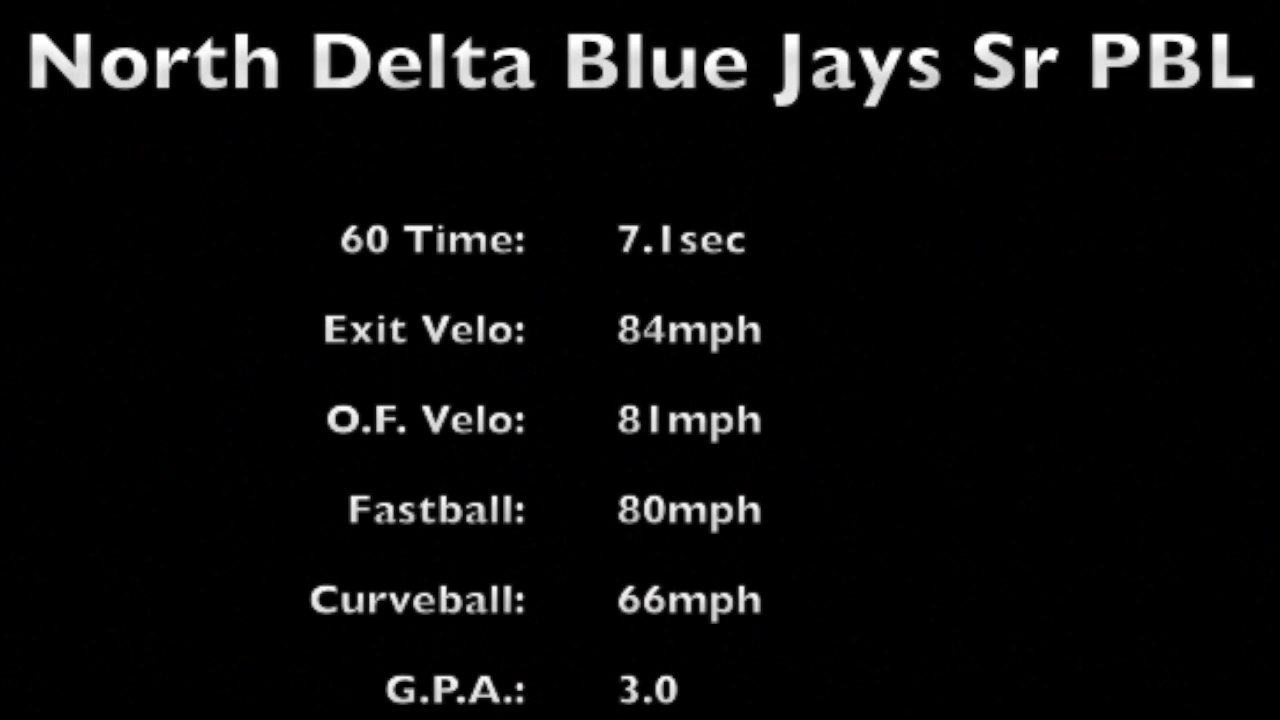 North Delta Blue Jays Sr PBL
60 Time: 7.1sec
Exit Velo: 84mph
O.F. Velo: 81mph
Fastball: 80mph
Curveball: 66mph
G.P.A.: 3.0